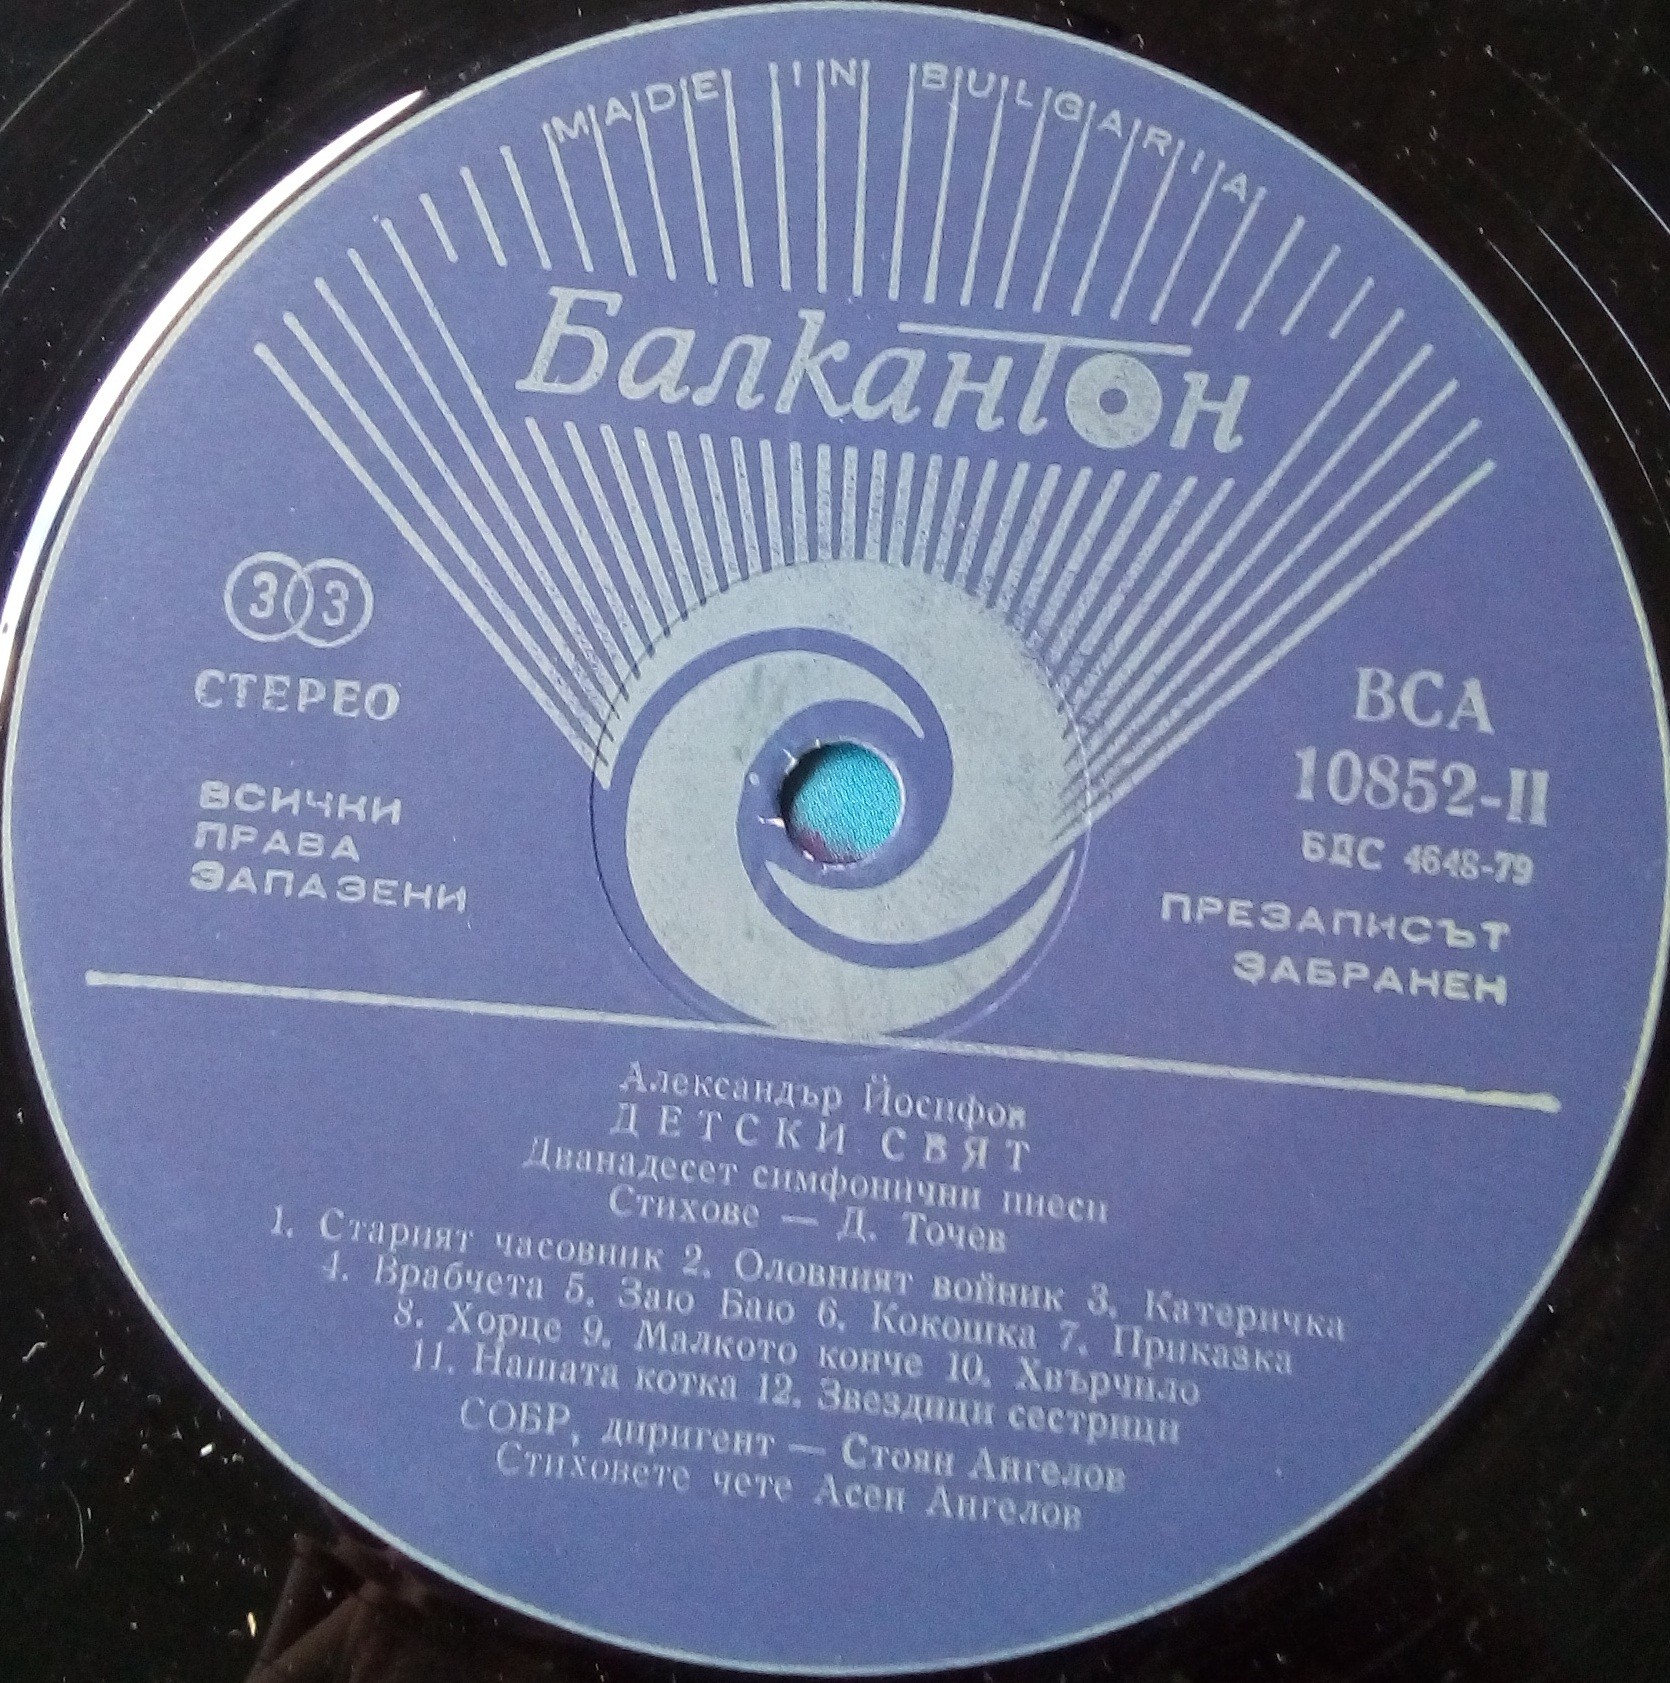 MADE IN BULGARIA
Балкантон
33
СТЕРЕО
ВСИЧКИ
ПРАВА
ЗАПАЗЕНИ
ВСА
10852-II
БДС 4648-79
ПРЕЗАПИСЪТ
ЗАБРАНЕН
Александър Йосифов
ДЕТСКИ СВЯТ
Дванадесет симфонични пиеси
Стихове — Д. Точев
1. Старият часовник 2. Оловният войник 3. Катеричка
4. Врабчета 5. Заю Баю 6. Кокошка 7. Приказка
8. Хорце 9. Малкото конче 10. Хвърчило
11. Нашата котка 12. Звездици сестрици
СОБР, диригент — Стоян Ангелов
Стиховете чете Асен Ангелов